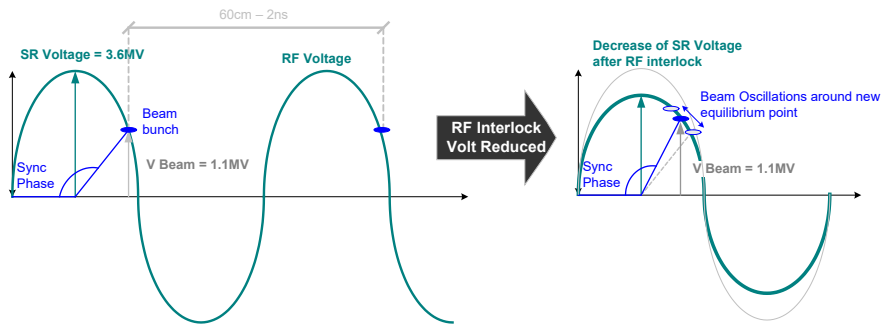 60cm – 2ns
SR Voltage = 3.6MV
RF Voltage
Beam
bunch
Sync
Phase
V Beam = 1.1MV
RF Interlock
Volt Reduced
Decrease of SR Voltage
after RF interlock
Beam Oscillations around new
equilibrium point
Sync
Phase
V Beam = 1.1MV